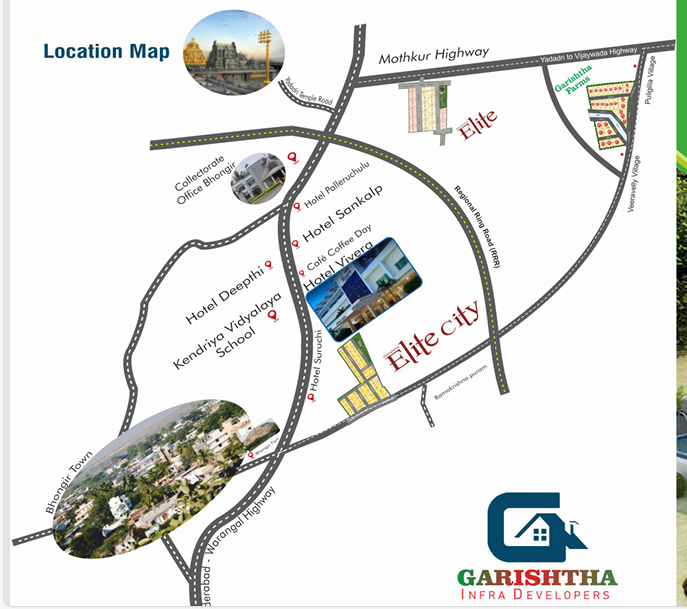 Location Map
Mothkur Highway
Yadadri to Vijaywada Highway
Yadadri Temple Road
Garishtha
Farms
Puligilla Village
Elite
Collectorate
Office Bhongir
Hotel Palleruchulu
Regional Ring Road (RRR)
Veeravelly Village
Hotel Sankalp
Café Coffee Day
Hotel Vivera
Hotel Deepthi
Kendriya Vidyalaya
School
Elite City
Hotel Suruchi
Ramakrishna puram
Bhongir Town
Bhongir Fort
derabad - Warangal Highway
GARISHTHA
INFRA DEVELOPERS